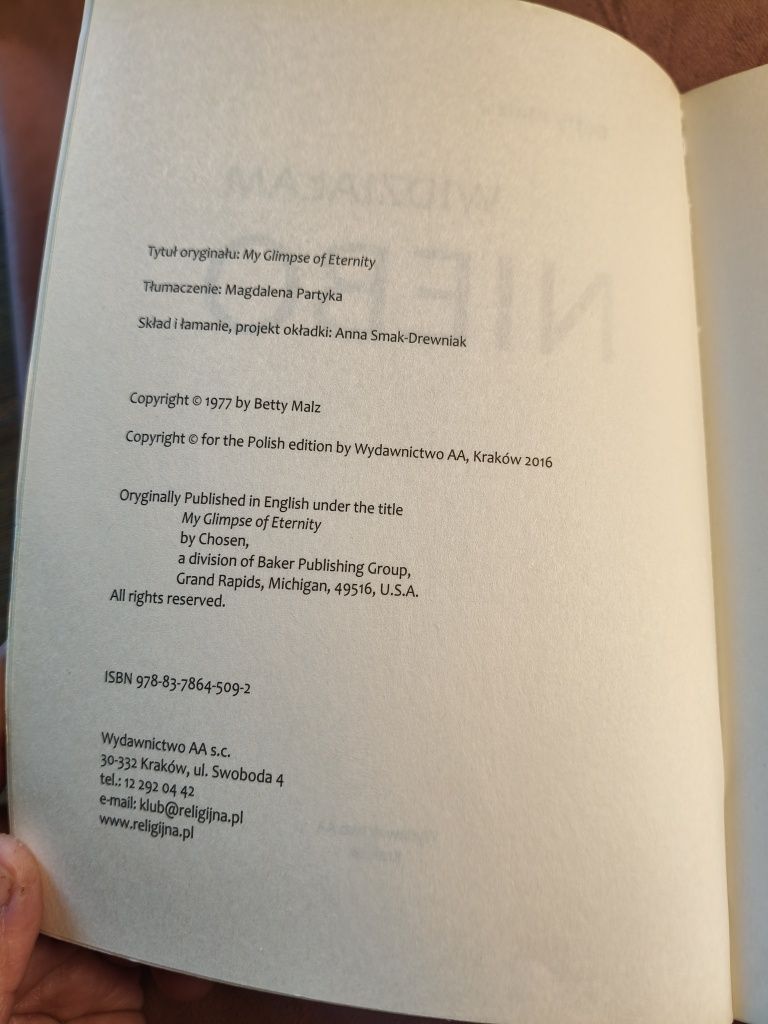 Tytuł oryginału: My Glimpse of Eternity
Tłumaczenie: Magdalena Partyka
Skład i łamanie, projekt okładki: Anna Smak-Drewniak
Copyright © 1977 by Betty Malz
Copyright © for the Polish edition by Wydawnictwo AA, Kraków 2016
Oryginally Published in English under the title
My Glimpse of Eternity
by Chosen,
a division of Baker Publishing Group,
Grand Rapids, Michigan, 49516, U.S.A.
All rights reserved.
ISBN 978-83-7864-509-2
Wydawnictwo AA s.c.
30-332 Kraków, ul. Swoboda 4
tel.: 12 292 04 42
e-mail: klub@religijna.pl
www.religijna.pl